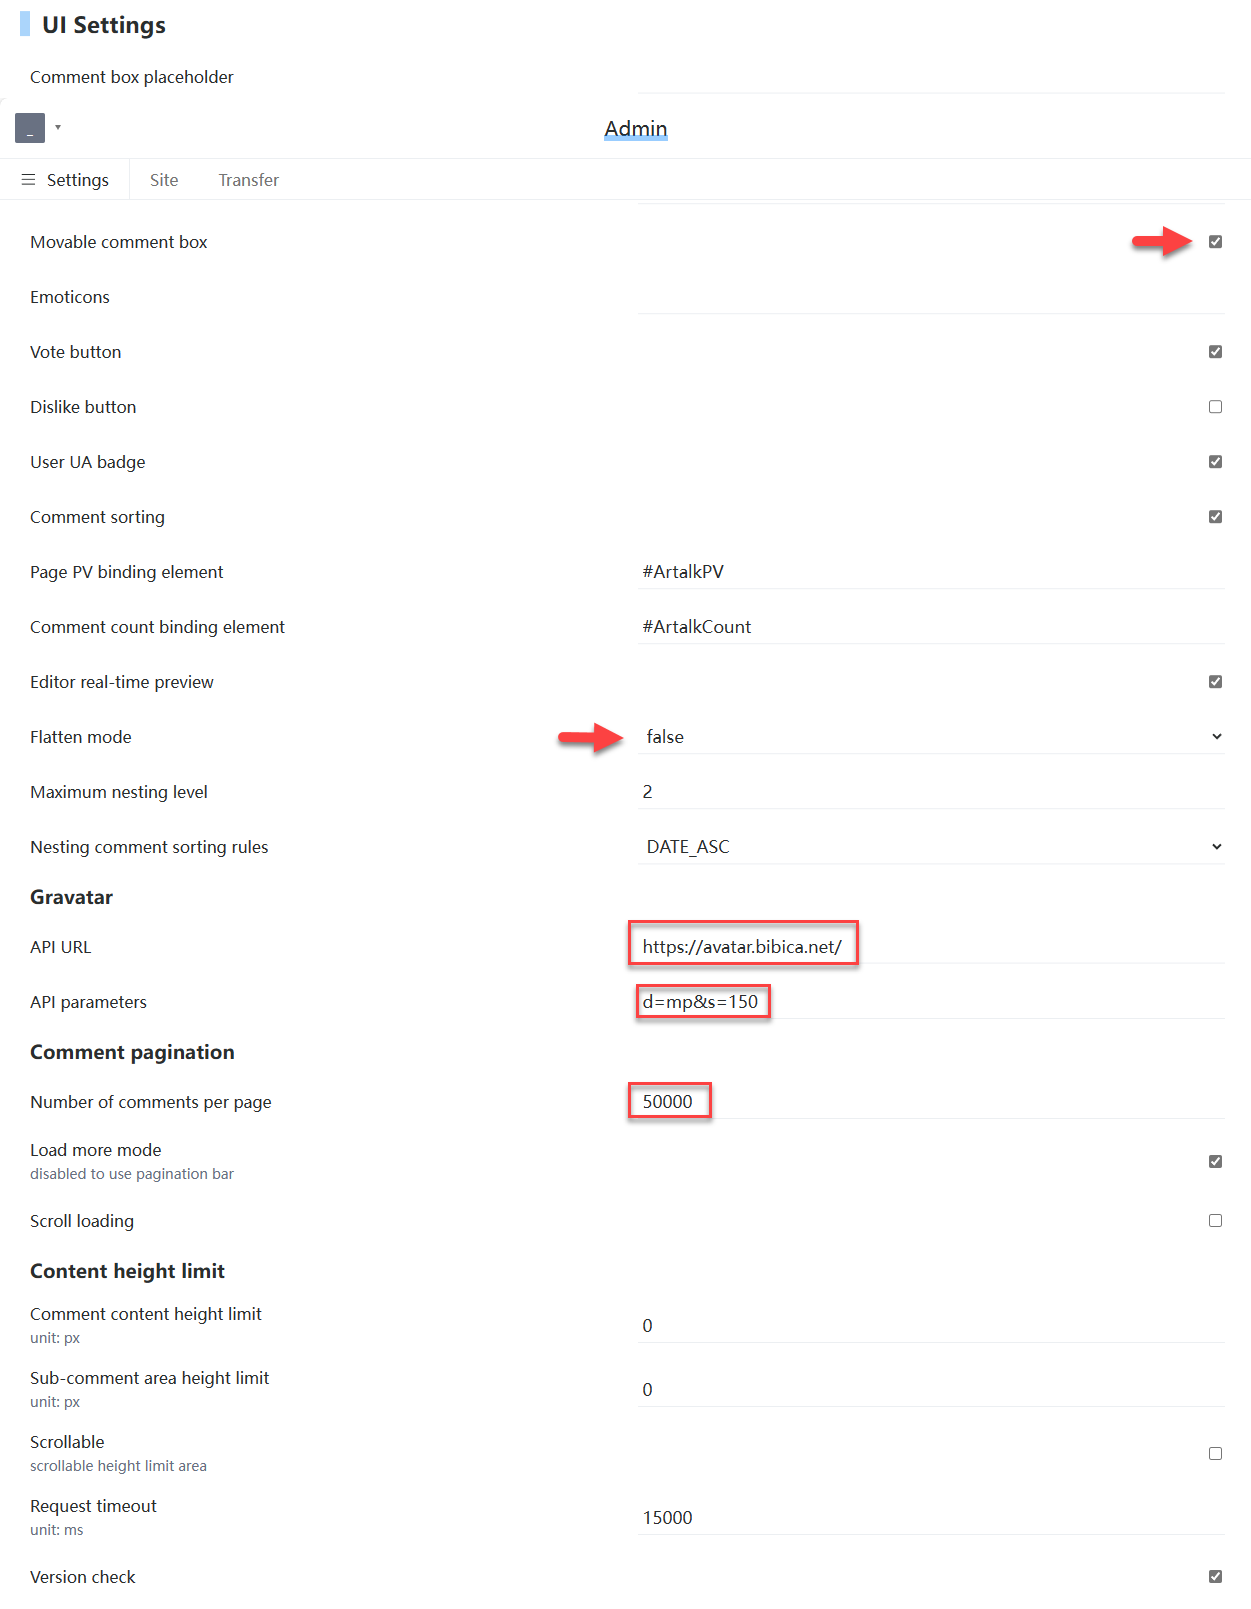 UI Settings
Comment box placeholder
_
Admin
Settings
Site
Transfer
Movable comment box
Emoticons
Vote button
Dislike button
User UA badge
Comment sorting
Page PV binding element
#ArtalkPV
Comment count binding element
#ArtalkCount
Editor real-time preview
Flatten mode
false
Maximum nesting level
2
Nesting comment sorting rules
DATE_ASC
Gravatar
API URL
https://avatar.bibica.net/
API parameters
d=mp&s=150
Comment pagination
Number of comments per page
50000
Load more mode
disabled to use pagination bar
Scroll loading
Content height limit
Comment content height limit
unit: px
0
Sub-comment area height limit
unit: px
0
Scrollable
scrollable height limit area
Request timeout
unit: ms
15000
Version check